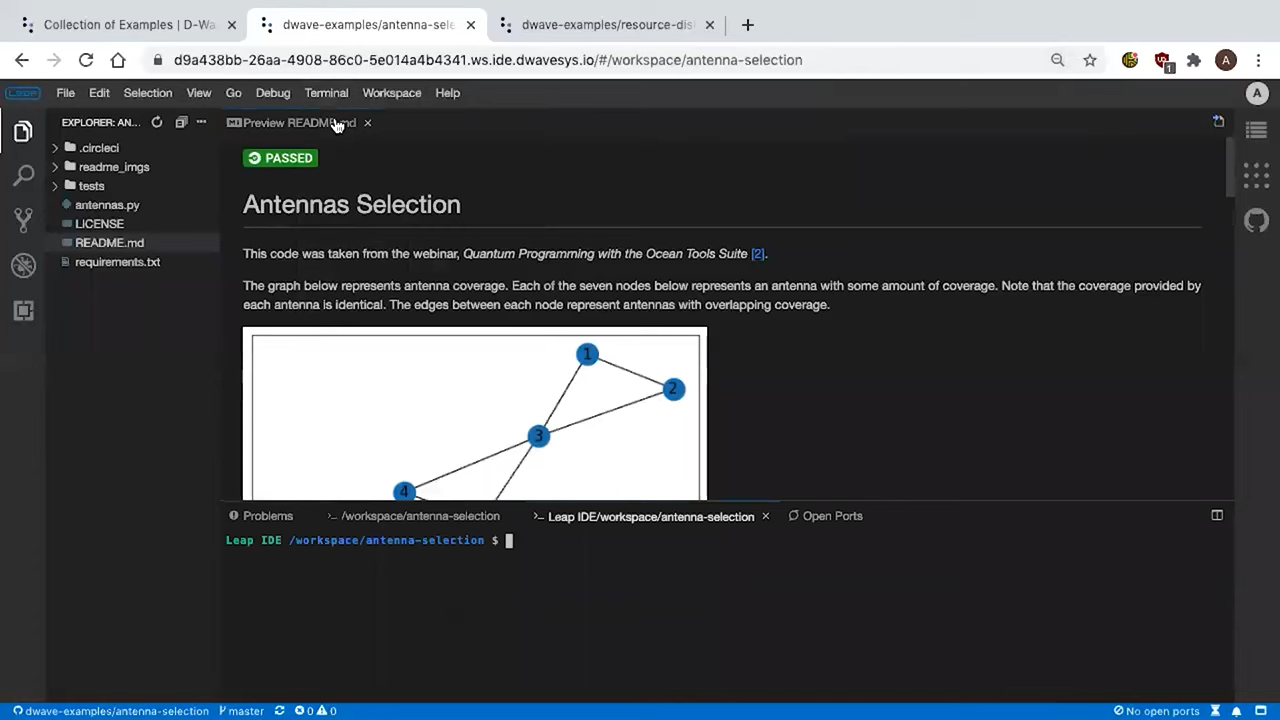 Collection of Examples | D-Wa
dwave-examples/antenna-sele
dwave-examples/resource-dis
d9a438bb-26aa-4908-86c0-5e014a4b4341.ws.ide.dwavesys.io/#/workspace/antenna-selection
1
A
LEAP
File Edit Selection View Go Debug Terminal Workspace Help
A
EXPLORER: AN...
Preview README.md
.circleci
readme_imgs
tests
antennas.py
LICENSE
README.md
requirements.txt
PASSED
Antennas Selection
This code was taken from the webinar, Quantum Programming with the Ocean Tools Suite [2].
The graph below represents antenna coverage. Each of the seven nodes below represents an antenna with some amount of coverage. Note that the coverage provided by
each antenna is identical. The edges between each node represent antennas with overlapping coverage.
1
2
3
4
Problems
>_ /workspace/antenna-selection
>_ Leap IDE/workspace/antenna-selection
Open Ports
Leap IDE /workspace/antenna-selection $
dwave-examples/antenna-selection
master
0
0
No open ports